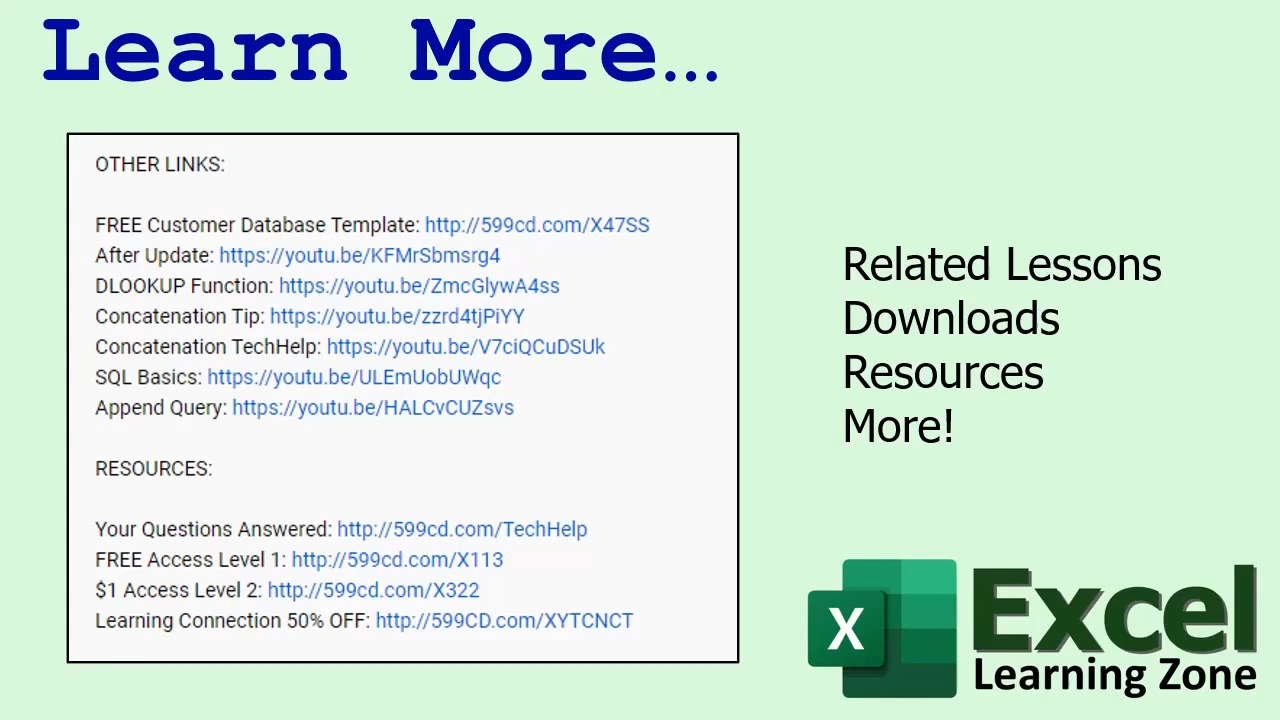 Learn More...
OTHER LINKS:
FREE Customer Database Template: http://599cd.com/X47SS
After Update: https://youtu.be/KFMrSbmsrg4
DLOOKUP Function: https://youtu.be/ZmcGlywA4ss
Concatenation Tip: https://youtu.be/zzrd4tjPiYY
Concatenation TechHelp: https://youtu.be/V7ciQCuDSUk
SQL Basics: https://youtu.be/ULEmUobUWqc
Append Query: https://youtu.be/HALCvCUZsvs
RESOURCES:
Your Questions Answered: http://599cd.com/TechHelp
FREE Access Level 1: http://599cd.com/X113
$1 Access Level 2: http://599cd.com/X322
Learning Connection 50% OFF: http://599CD.com/XYTCNCT
Related Lessons
Downloads
Resources
More!
X
Excel
Learning Zone